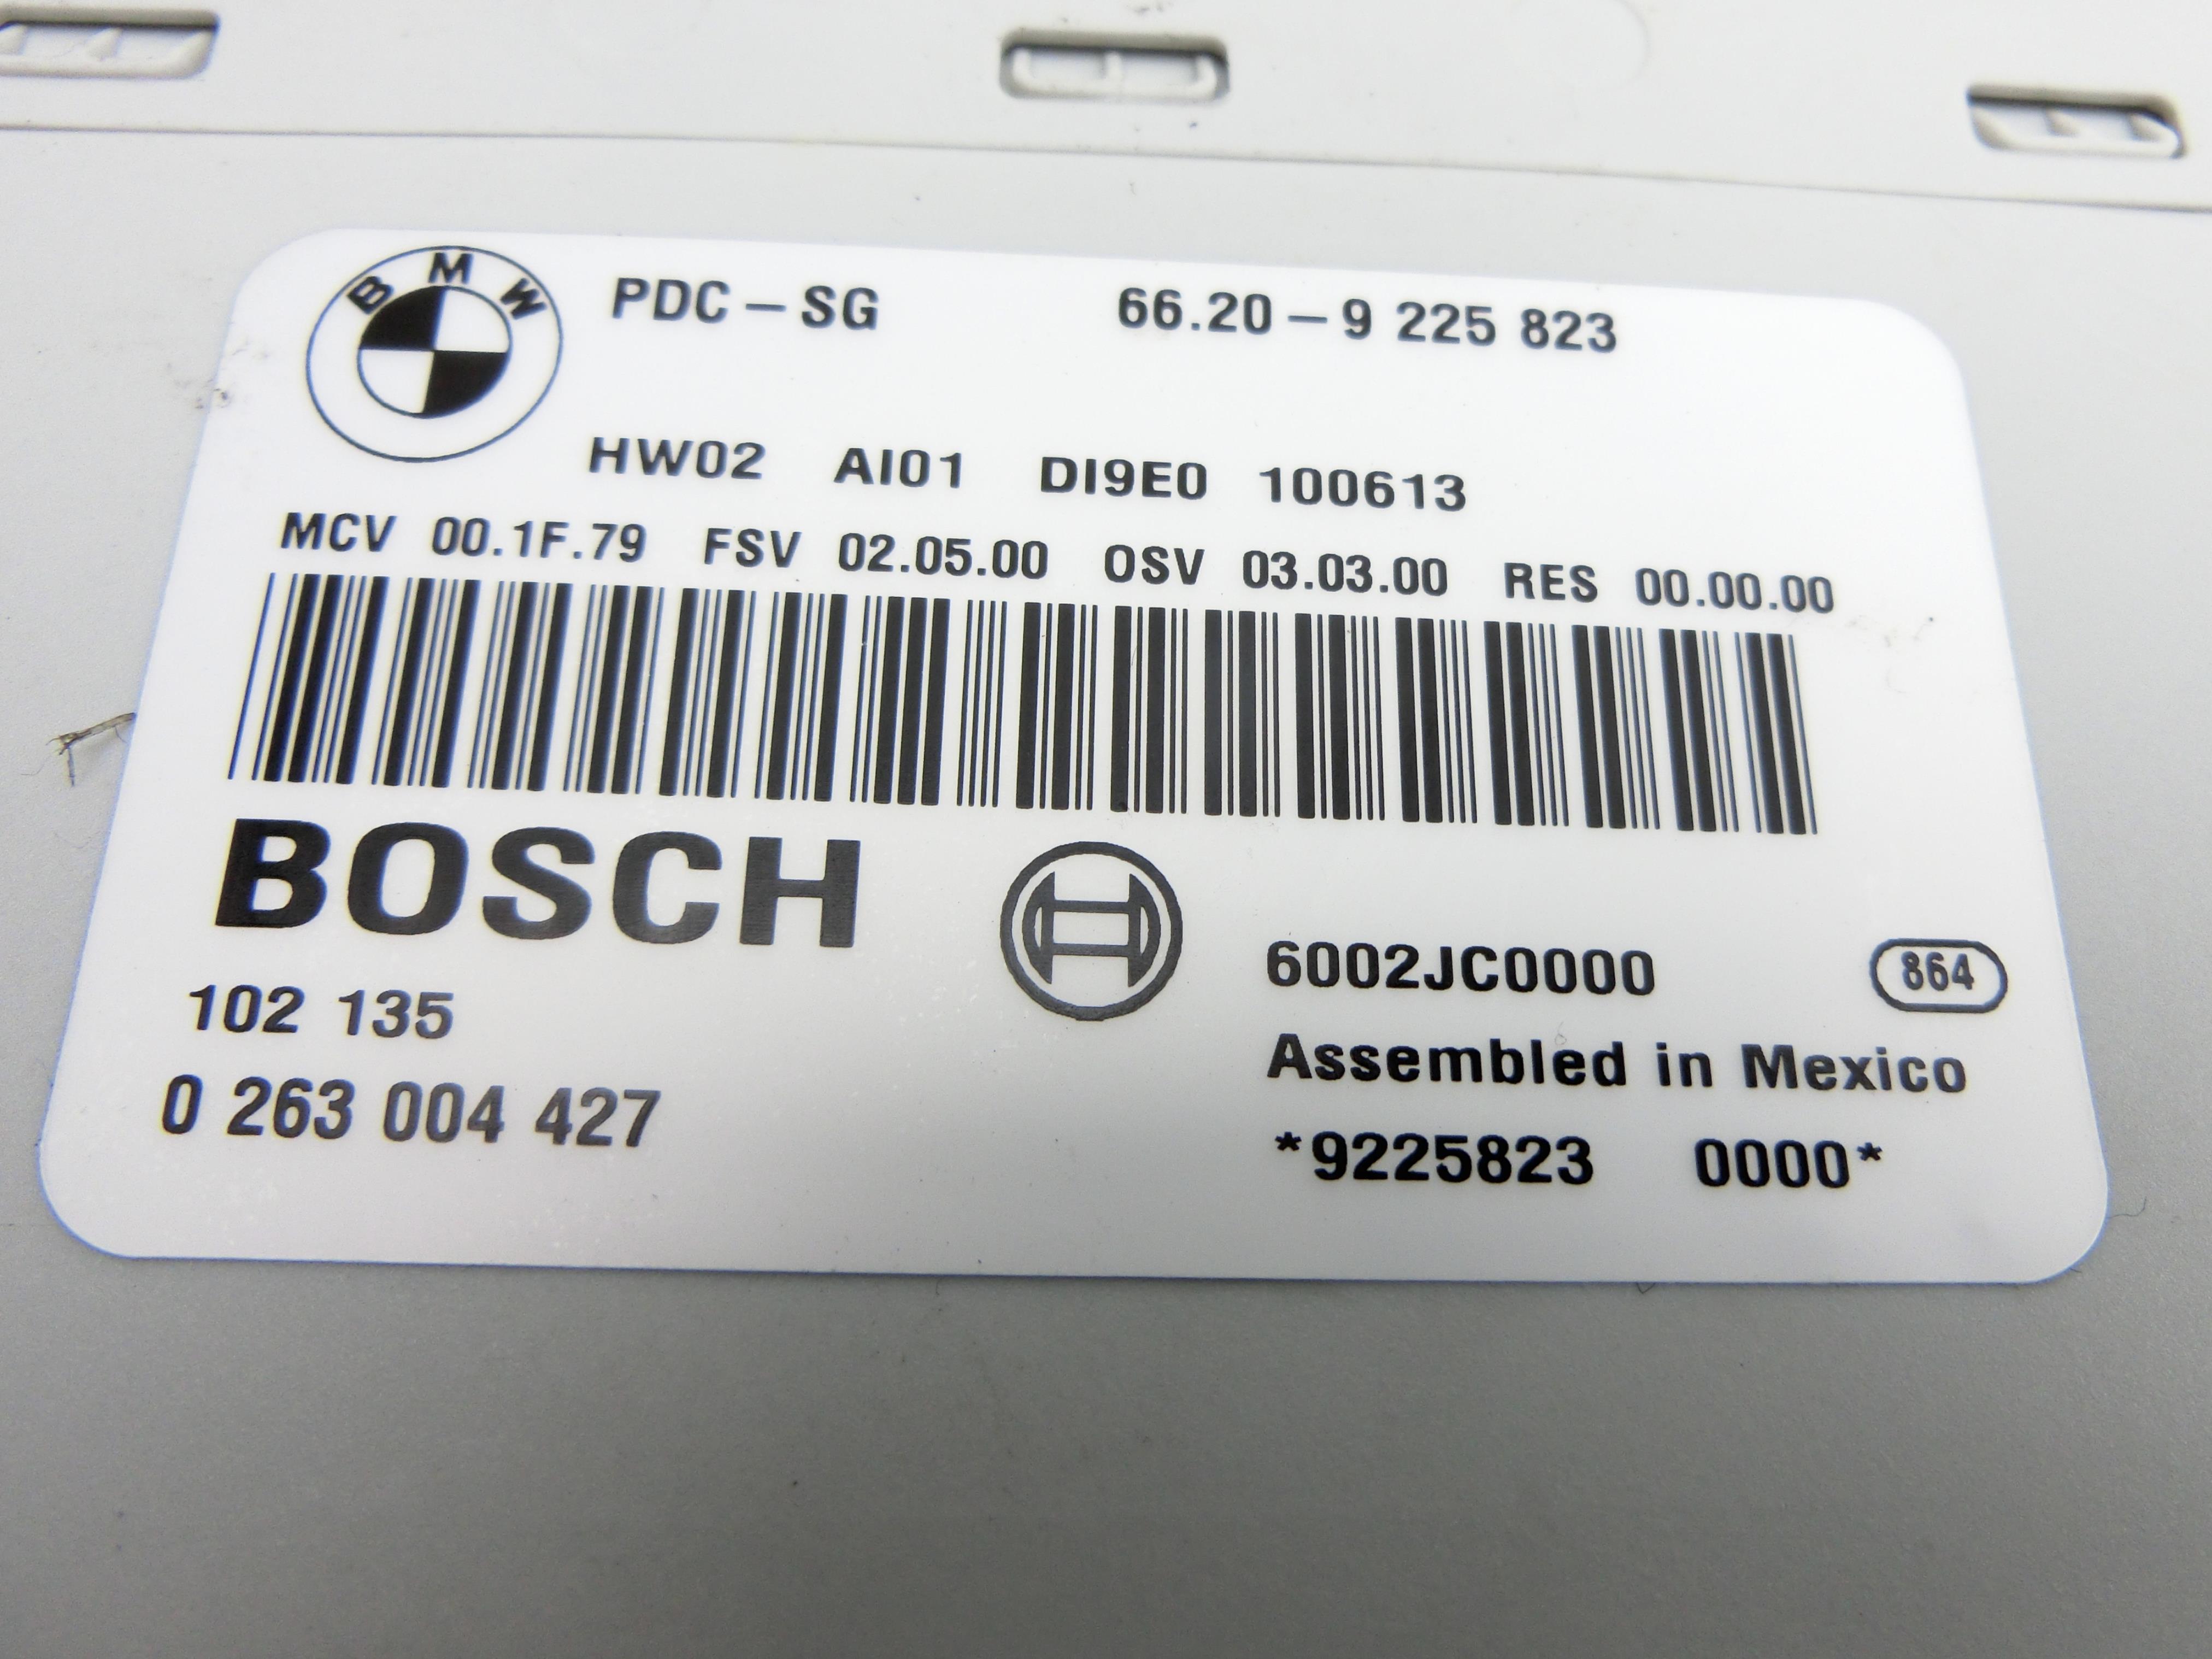 BMW
PDC-SG 66.20-9 225 823
HW02 AI01 DI9E0 100613
MCV 00.1F.79 FSV 02.05.00 OSV 03.03.00 RES 00.00.00
BOSCH
102 135
0 263 004 427
6002JC0000 864
Assembled in Mexico
*9225823 0000*